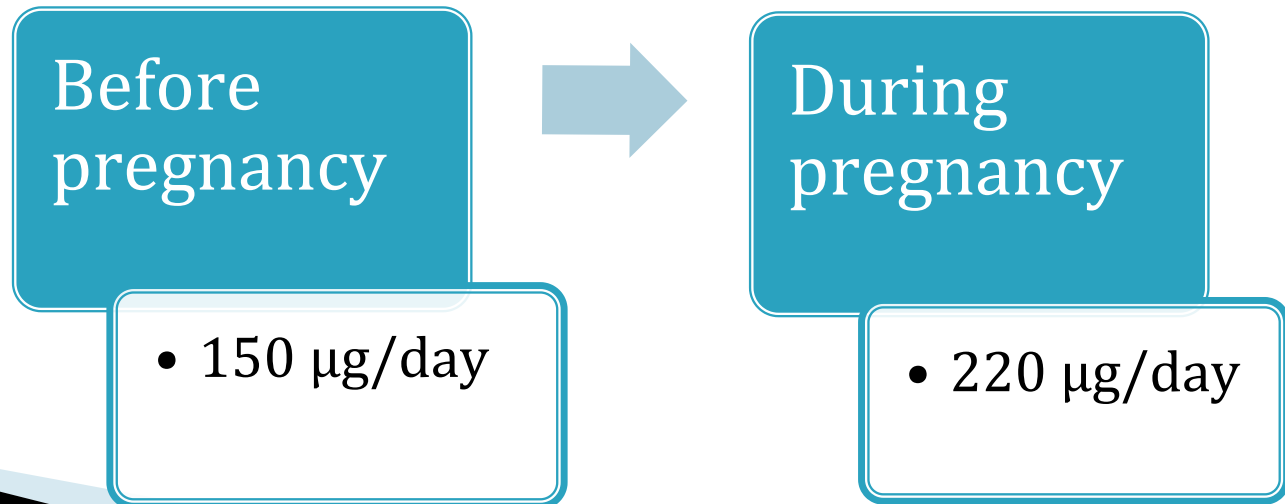 Before
pregnancy
• 150 μg/day
During
pregnancy
• 220 μg/day